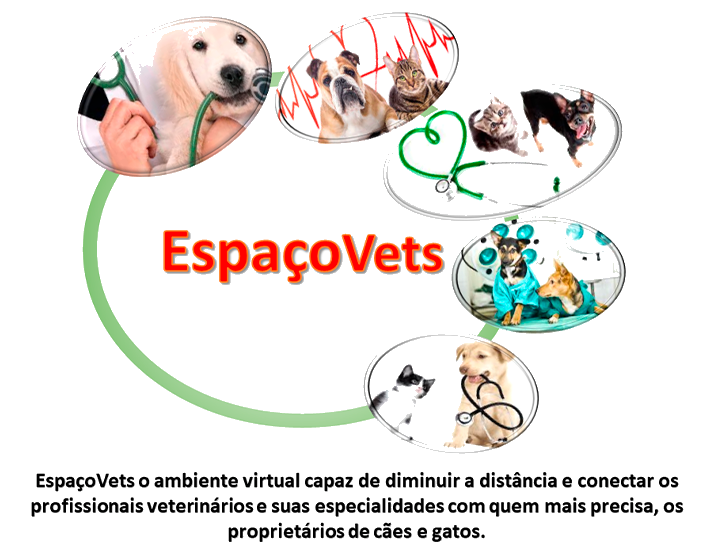 EspaçoVets
EspaçoVets o ambiente virtual capaz de diminuir a distância e conectar os
profissionais veterinários e suas especialidades com quem mais precisa, os
proprietários de cães e gatos.